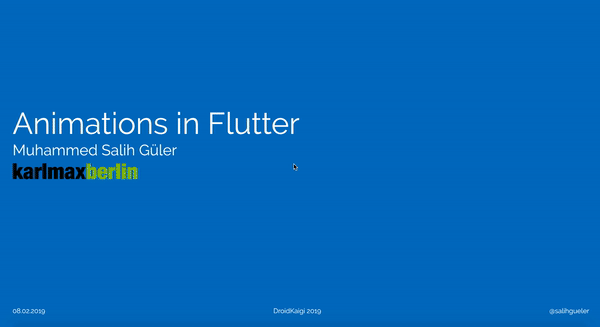 Animations in Flutter
Muhammed Salih Güler
karlmaxberlin
08.02.2019
DroidKaigi 2019
@salihgueler